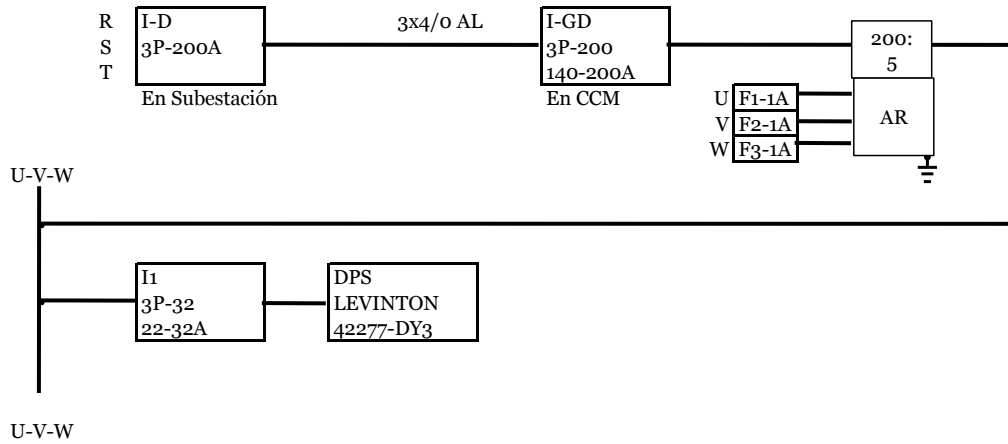 R
S
T
I-D
3P-200A
En Subestación
3x4/0 AL
I-GD
3P-200
140-200A
En CCM
200:
5
U F1-1A
V F2-1A
W F3-1A
AR
U-V-W
I1
3P-32
22-32A
DPS
LEVINTON
42277-DY3
U-V-W